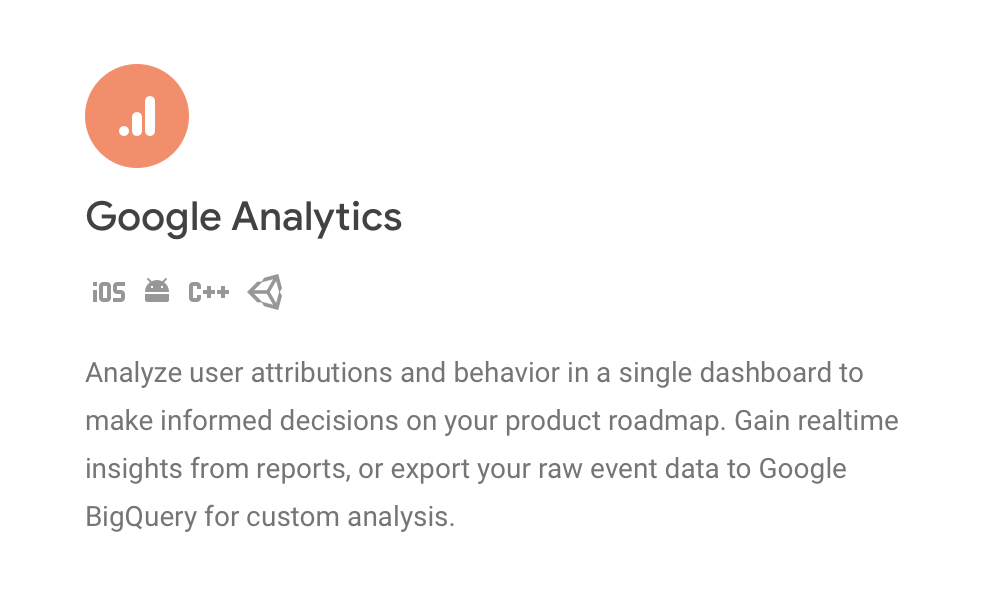 Google Analytics
iOS C++
Analyze user attributions and behavior in a single dashboard to
make informed decisions on your product roadmap. Gain realtime
insights from reports, or export your raw event data to Google
BigQuery for custom analysis.